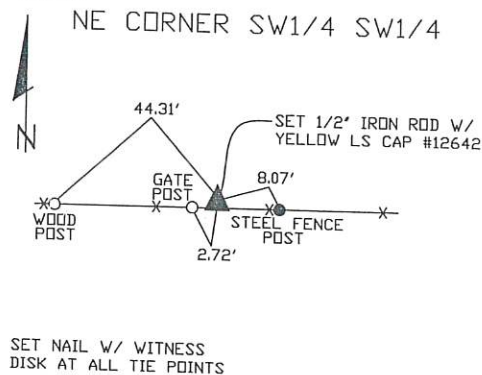 NE CORNER SW1/4 SW1/4
N
44.31'
SET 1/2" IRON ROD W/
YELLOW LS CAP #12642
GATE
POST
8.07'
WOOD
POST
STEEL FENCE
POST
2.72'
SET NAIL W/ WITNESS
DISK AT ALL TIE POINTS